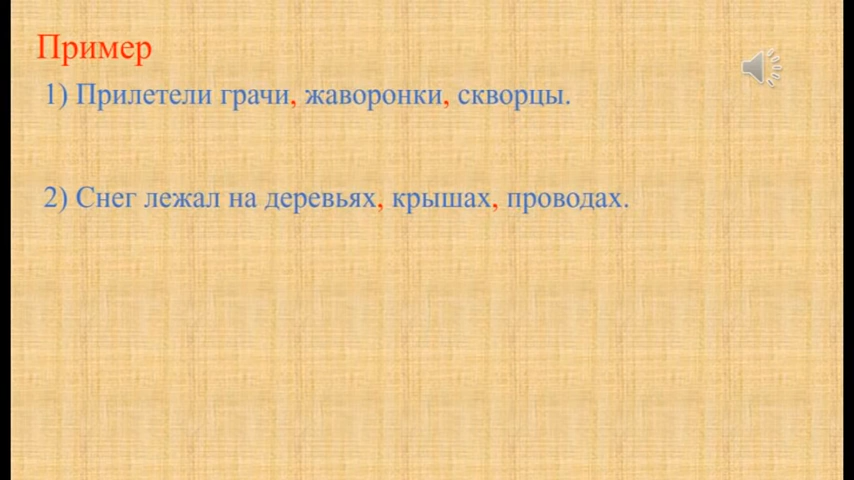 Пример
1) Прилетели грачи, жаворонки, скворцы.
2) Снег лежал на деревьях, крышах, проводах.